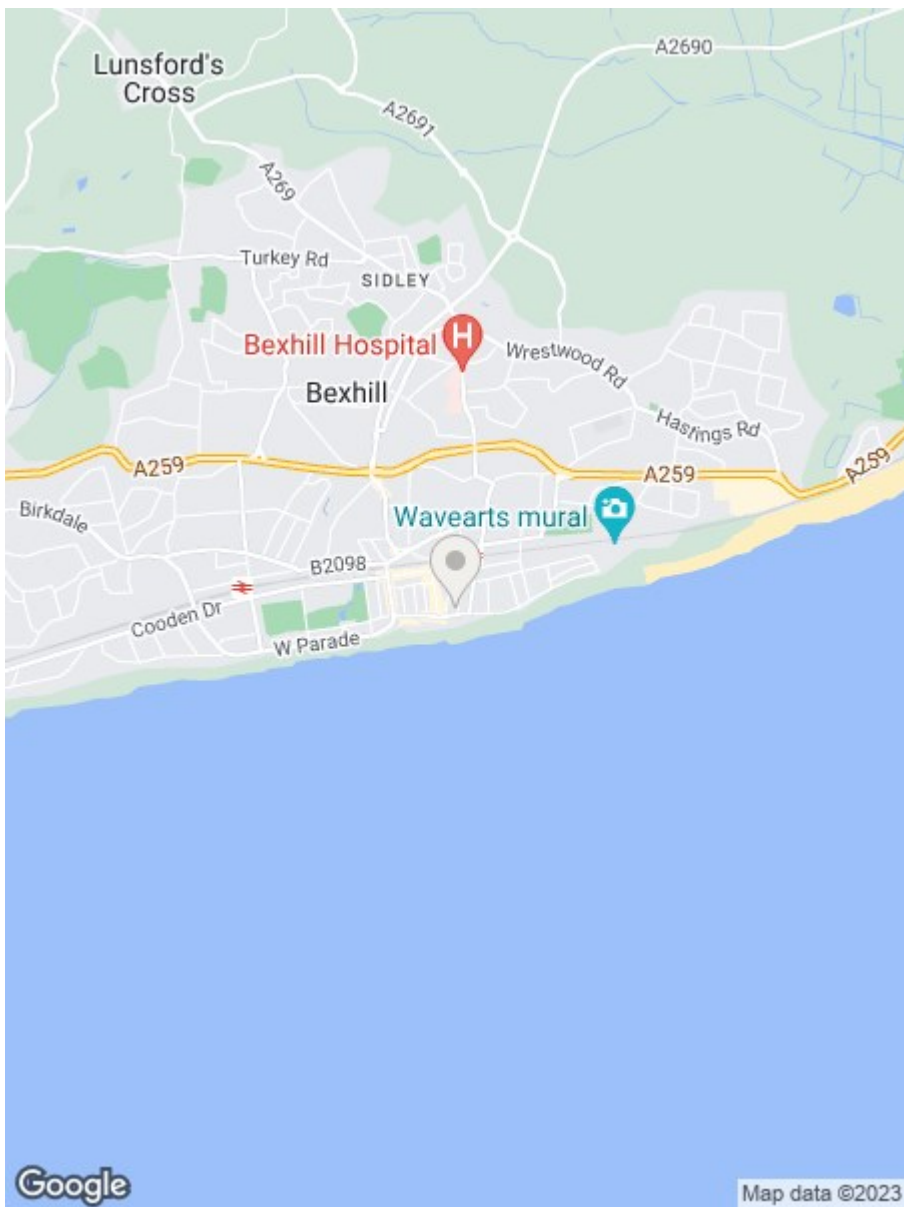 A2690
Lunsford's
Cross
A2691
A269
Turkey Rd
SIDLEY
Bexhill Hospital
H
Wrestwood Rd
Bexhill
Hastings Rd
A259
A259
A259
Birkdale
Wavearts mural
B2098
Cooden Dr
W Parade
Google
Map data ©2023